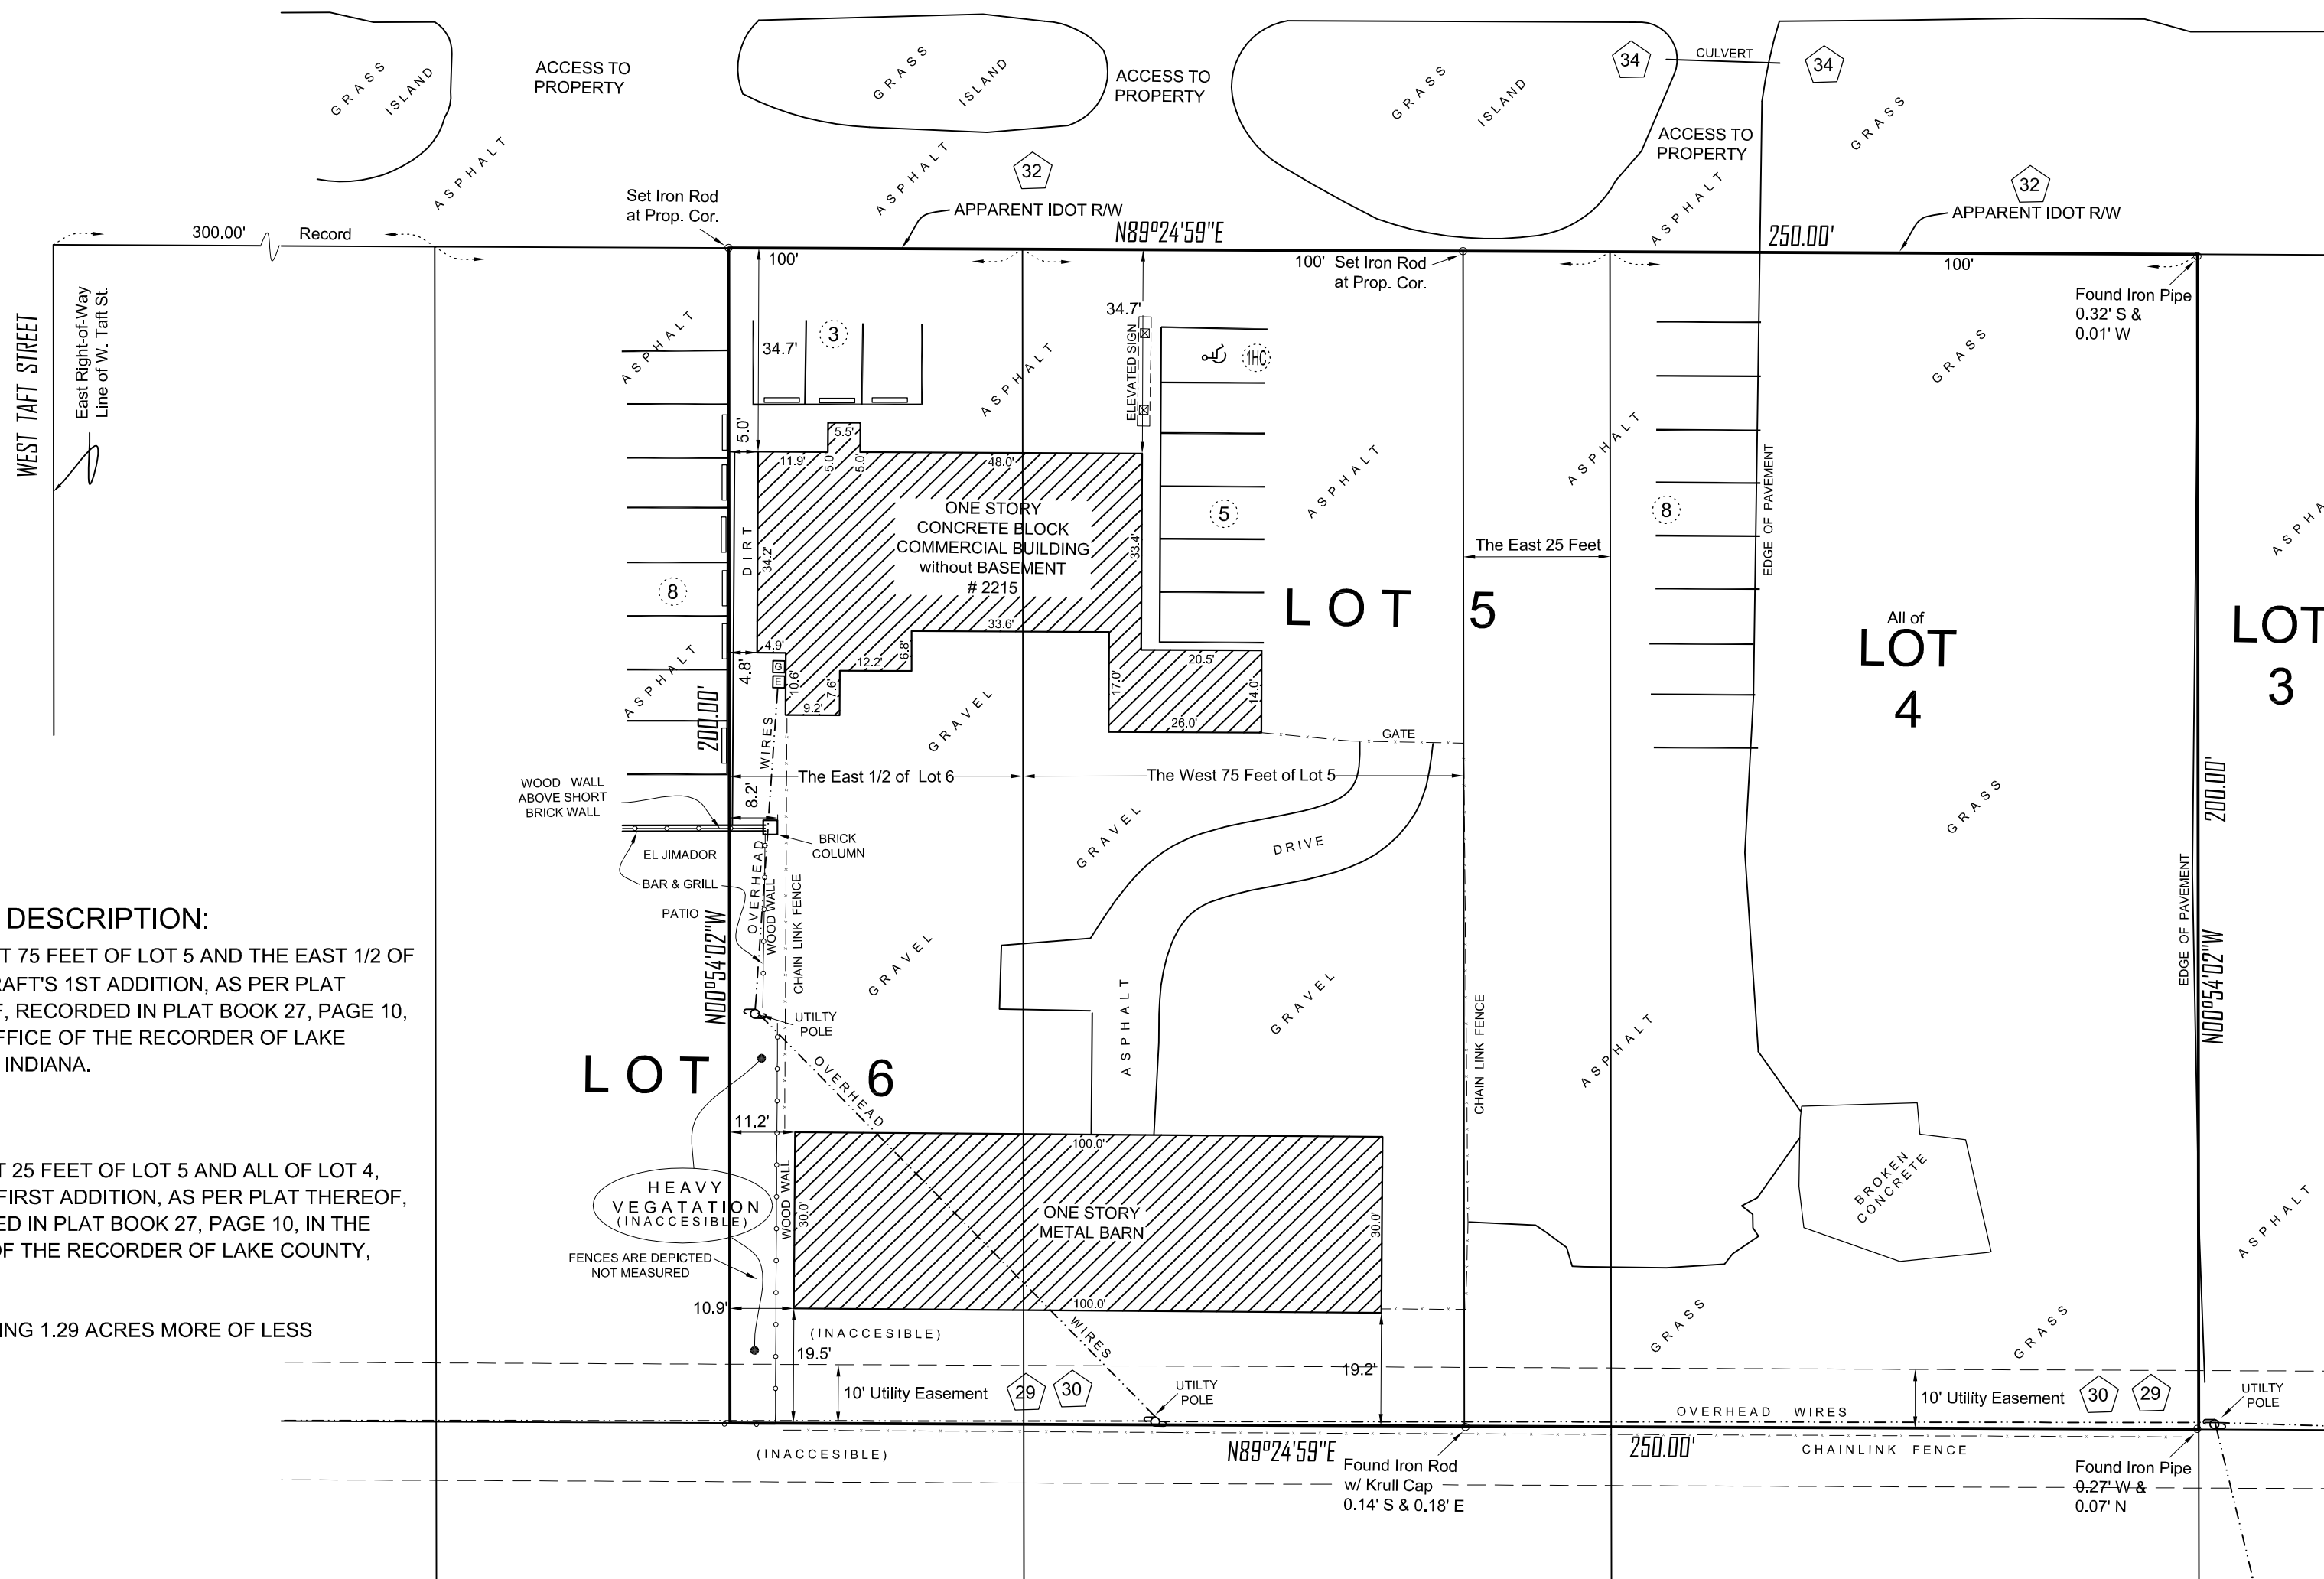 GRASS ISLAND
ACCESS TO
PROPERTY
GRASS ISLAND
ACCESS TO
PROPERTY
GRASS ISLAND
34
CULVERT
34
GRASS
ACCESS TO
PROPERTY
ASPHALT
ASPHALT
ASPHALT
32
32
Set Iron Rod
at Prop. Cor.
APPARENT IDOT R/W
APPARENT IDOT R/W
300.00'
Record
N89º24'59"E
250.00'
100'
100'
100'
Set Iron Rod
at Prop. Cor.
Found Iron Pipe
0.32' S &
0.01' W
WEST TAFT STREET
East Right-of-Way
Line of W. Taft St.
ASPHALT
34.7'
3
ASPHALT
34.7'
ELEVATED SIGN
1HC
GRASS
5.0'
5.5'
11.9'
5.0'
5.0'
48.0'
ASPHALT
ASPHALT
EDGE OF PAVEMENT
ONE STORY
CONCRETE BLOCK
COMMERCIAL BUILDING
without BASEMENT
# 2215
DIRT
34.2'
33.4'
5
8
The East 25 Feet
8
ASPHALT
LOT 5
All of
LOT
4
LOT
3
33.6'
4.9'
12.2'
6.8'
20.5'
4.8'
G
E
10.6'
7.6'
9.2'
17.0'
14.0'
26.0'
200.00'
WIRES
GRAVEL
GATE
The East 1/2 of Lot 6
The West 75 Feet of Lot 5
WOOD WALL
ABOVE SHORT
BRICK WALL
8.2'
BRICK
COLUMN
EL JIMADOR
BAR & GRILL
PATIO
OVERHEAD
WOOD WALL
CHAIN LINK FENCE
GRAVEL
DRIVE
GRASS
200.00'
EDGE OF PAVEMENT
DESCRIPTION:
T 75 FEET OF LOT 5 AND THE EAST 1/2 OF
RAFT'S 1ST ADDITION, AS PER PLAT
F, RECORDED IN PLAT BOOK 27, PAGE 10,
FFICE OF THE RECORDER OF LAKE
INDIANA.
N00º54'02"W
GRAVEL
ASPHALT
GRAVEL
CHAIN LINK FENCE
ASPHALT
N00º54'02"W
UTILTY
POLE
LOT 6
OVERHEAD
11.2'
100.0'
T 25 FEET OF LOT 5 AND ALL OF LOT 4,
FIRST ADDITION, AS PER PLAT THEREOF,
ED IN PLAT BOOK 27, PAGE 10, IN THE
OF THE RECORDER OF LAKE COUNTY,
HEAVY
VEGATATION
(INACCESIBLE)
WOOD WALL
30.0'
ONE STORY
METAL BARN
30.0'
BROKEN
CONCRETE
ASPHALT
FENCES ARE DEPICTED
NOT MEASURED
10.9'
100.0'
NING 1.29 ACRES MORE OF LESS
(INACCESIBLE)
WIRES
GRASS
GRASS
19.5'
19.2'
10' Utility Easement
29
30
UTILTY
POLE
10' Utility Easement
30
29
UTILTY
POLE
OVERHEAD WIRES
(INACCESIBLE)
N89º24'59"E
250.00'
CHAINLINK FENCE
Found Iron Rod
w/ Krull Cap
0.14' S & 0.18' E
Found Iron Pipe
0.27' W &
0.07' N